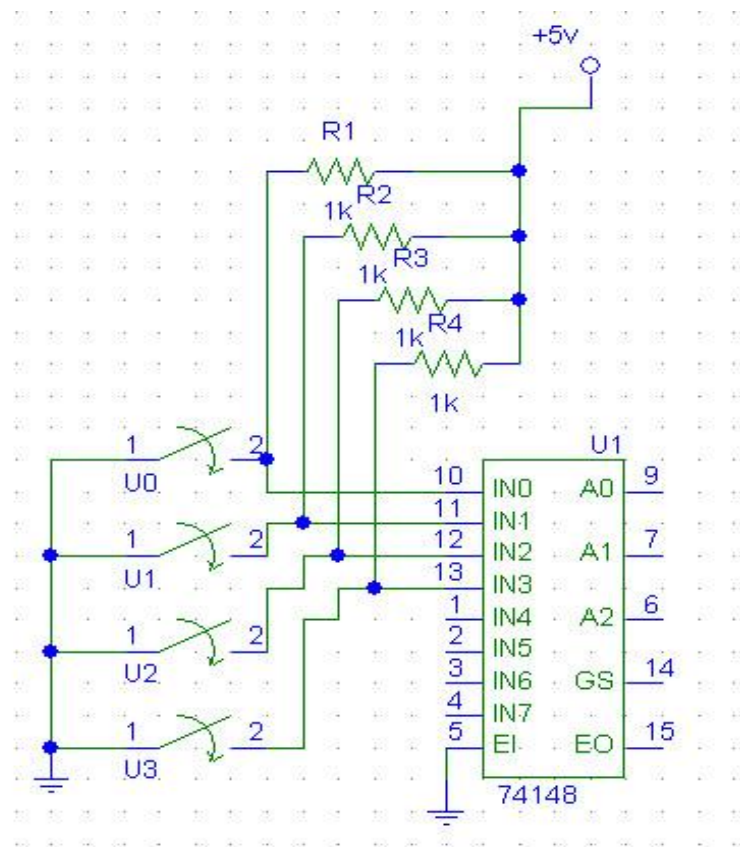 +5v
R1
R2
1k
R3
1k
R4
1k
1k
1 2
U0
1 2
U1
1 2
U2
1 2
U3
U1
10 IN0 A0 9
11 IN1
12 IN2 A1 7
13 IN3
1 IN4 A2 6
2 IN5
3 IN6 GS 14
4 IN7
5 EI EO 15
74148